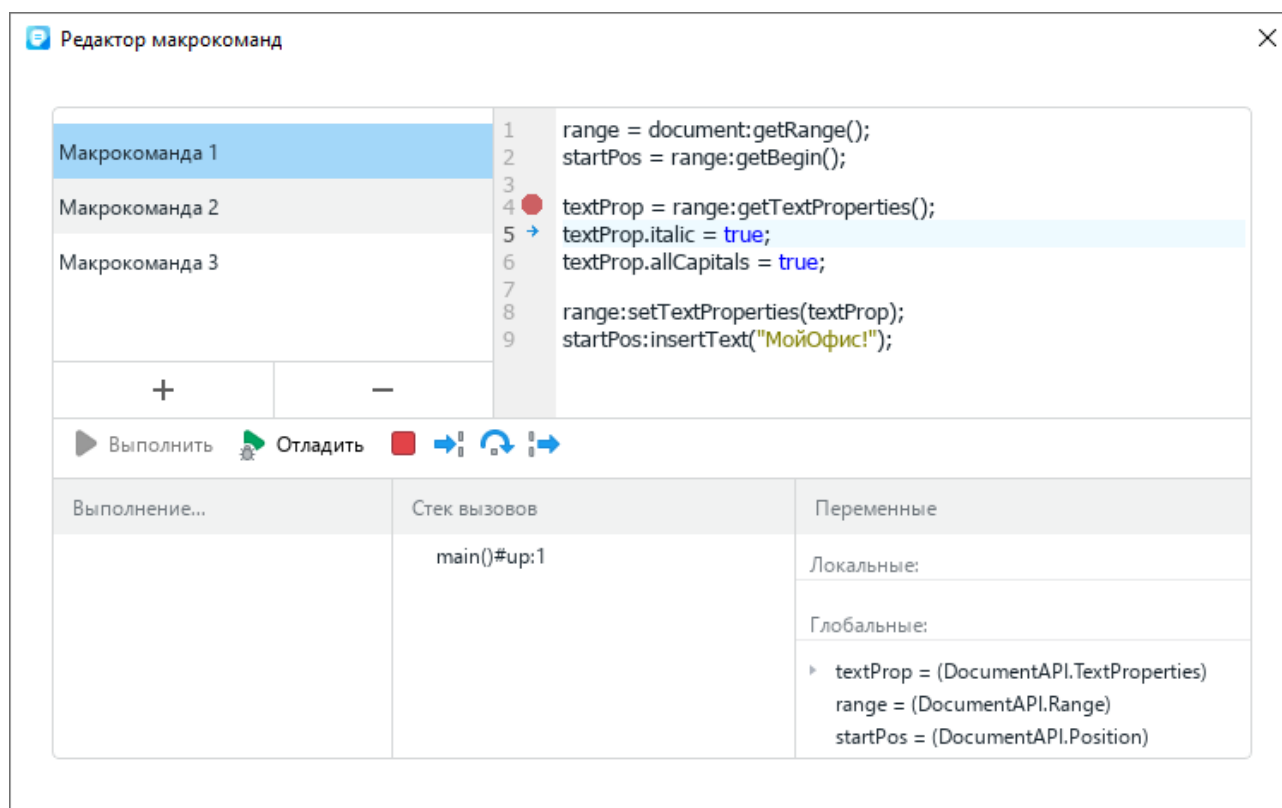 Редактор макрокоманд
Макрокоманда 1
Макрокоманда 2
Макрокоманда 3
+ −
1 range = document:getRange();
2 startPos = range:getBegin();
3
4 textProp = range:getTextProperties();
5 textProp.italic = true;
6 textProp.allCapitals = true;
7
8 range:setTextProperties(textProp);
9 startPos:insertText("МойОфис!");
Выполнить Отладить
Выполнение...
Стек вызовов
main()#up:1
Переменные
Локальные:
Глобальные:
textProp = (DocumentAPI.TextProperties)
range = (DocumentAPI.Range)
startPos = (DocumentAPI.Position)